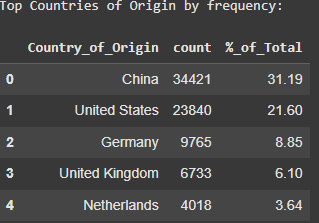 Top Countries of Origin by frequency:
Country_of_Origin count %_of_Total
0 China 34421 31.19
1 United States 23840 21.60
2 Germany 9765 8.85
3 United Kingdom 6733 6.10
4 Netherlands 4018 3.64